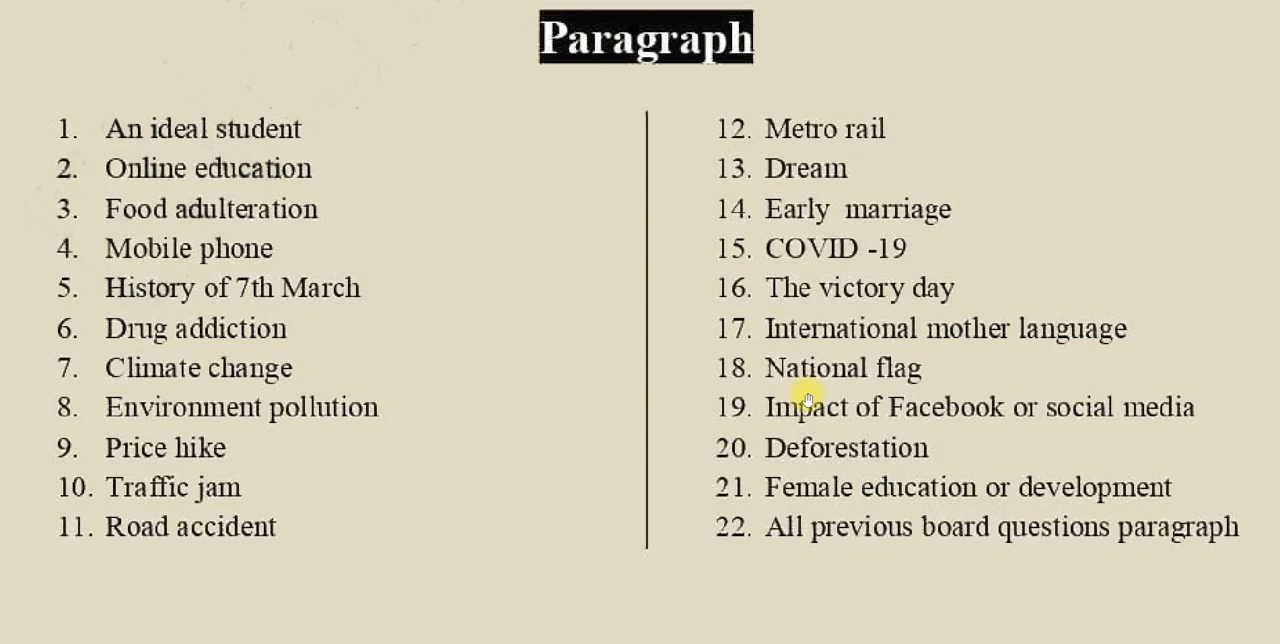 Paragraph
1. An ideal student
2. Online education
3. Food adulteration
4. Mobile phone
5. History of 7th March
6. Drug addiction
7. Climate change
8. Environment pollution
9. Price hike
10. Traffic jam
11. Road accident
12. Metro rail
13. Dream
14. Early marriage
15. COVID -19
16. The victory day
17. International mother language
18. National flag
19. Impact of Facebook or social media
20. Deforestation
21. Female education or development
22. All previous board questions paragraph